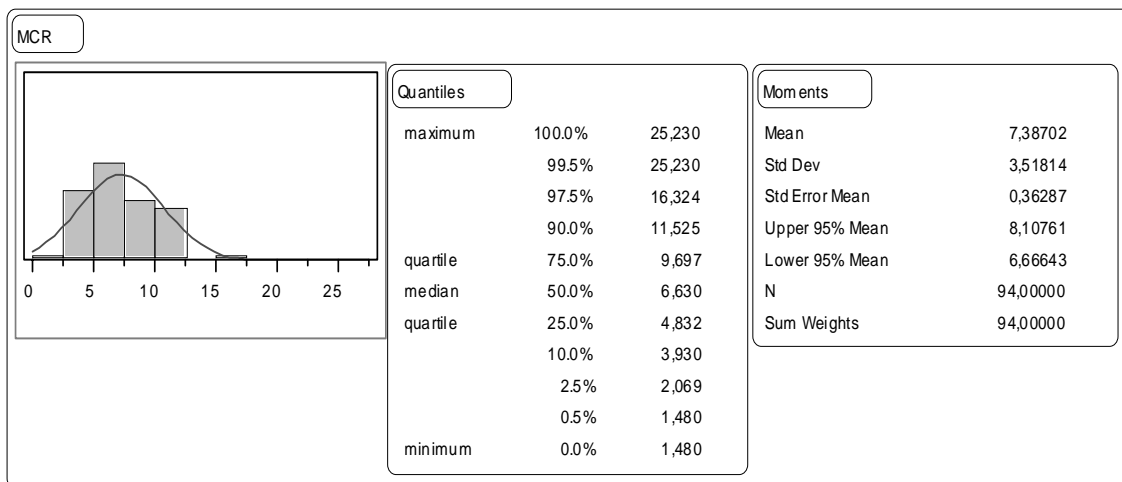 MCR
0 5 10 15 20 25
Quantiles
maximum 100.0% 25,230
99.5% 25,230
97.5% 16,324
90.0% 11,525
quartile 75.0% 9,697
median 50.0% 6,630
quartile 25.0% 4,832
10.0% 3,930
2.5% 2,069
0.5% 1,480
minimum 0.0% 1,480
Moments
Mean 7,38702
Std Dev 3,51814
Std Error Mean 0,36287
Upper 95% Mean 8,10761
Lower 95% Mean 6,66643
N 94,00000
Sum Weights 94,00000